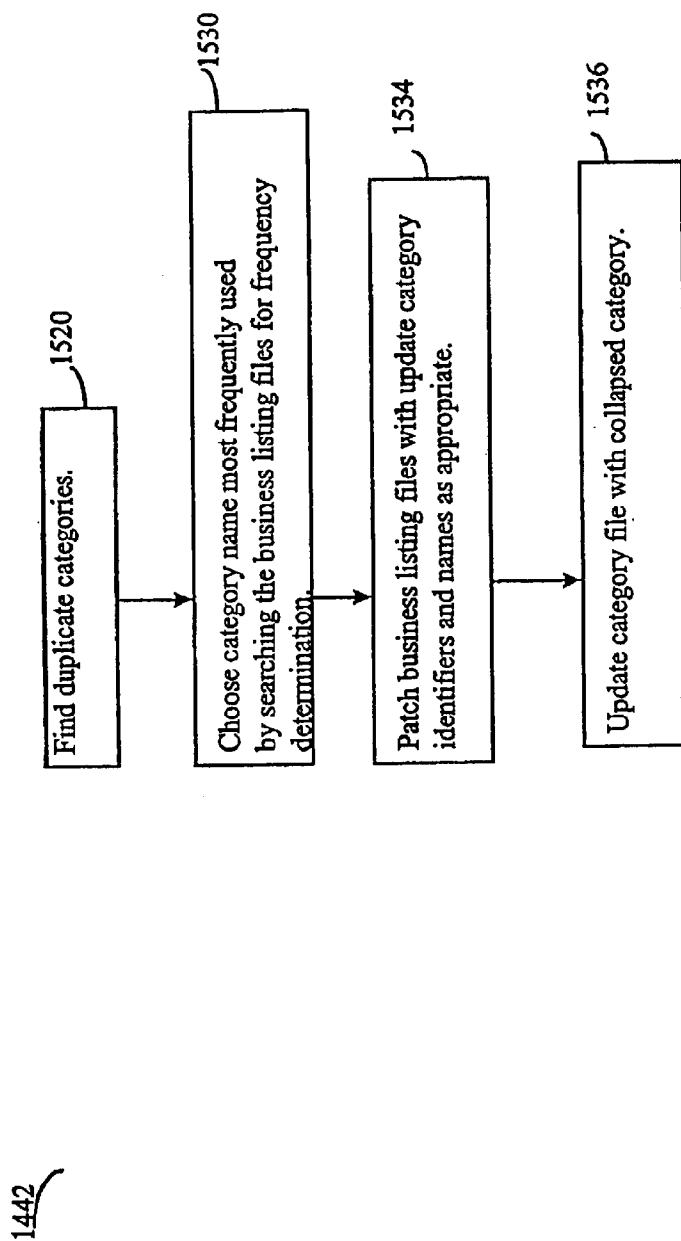 1442
1520
Find duplicate categories.
1530
Choose category name most frequently used
by searching the business listing files for frequency
determination.
1534
Patch business listing files with update category
identifiers and names as appropriate.
1536
Update category file with collapsed category.